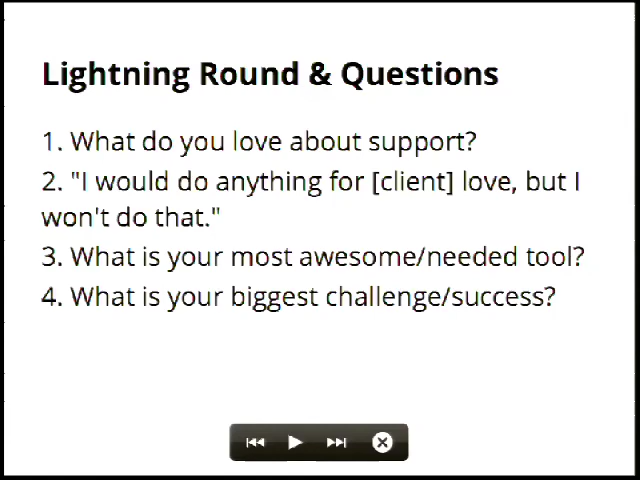 Lightning Round & Questions
1. What do you love about support?
2. "I would do anything for [client] love, but I
won't do that."
3. What is your most awesome/needed tool?
4. What is your biggest challenge/success?